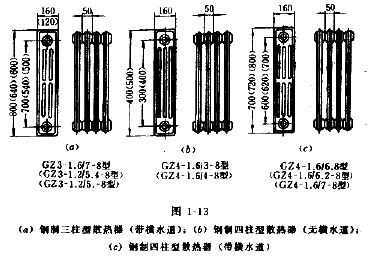 160
(120)
50
160
50
160
50
800(640)(600)
700(540)(500)
400(500)
300(400)
700(720)(800)
600(620)(700)
(a)
(b)
(c)
GZ3-1.6/7-8型
(GZ3-1.2/5.4-8型)
(GZ3-1.2/5.-8型)
GZ4-1.6/3-8型
(GZ4-1.6/4-8型)
GZ4-1.6/6.8型
(GZ4-1.6/6.2-8型)
(GZ4-1.6/7-8型)
图 1-13
(a) 钢制三柱型散热器 (带横水道); (b) 钢制四柱型散热器 (无横水道);
(c) 钢制四柱型散热器 (带横水道)